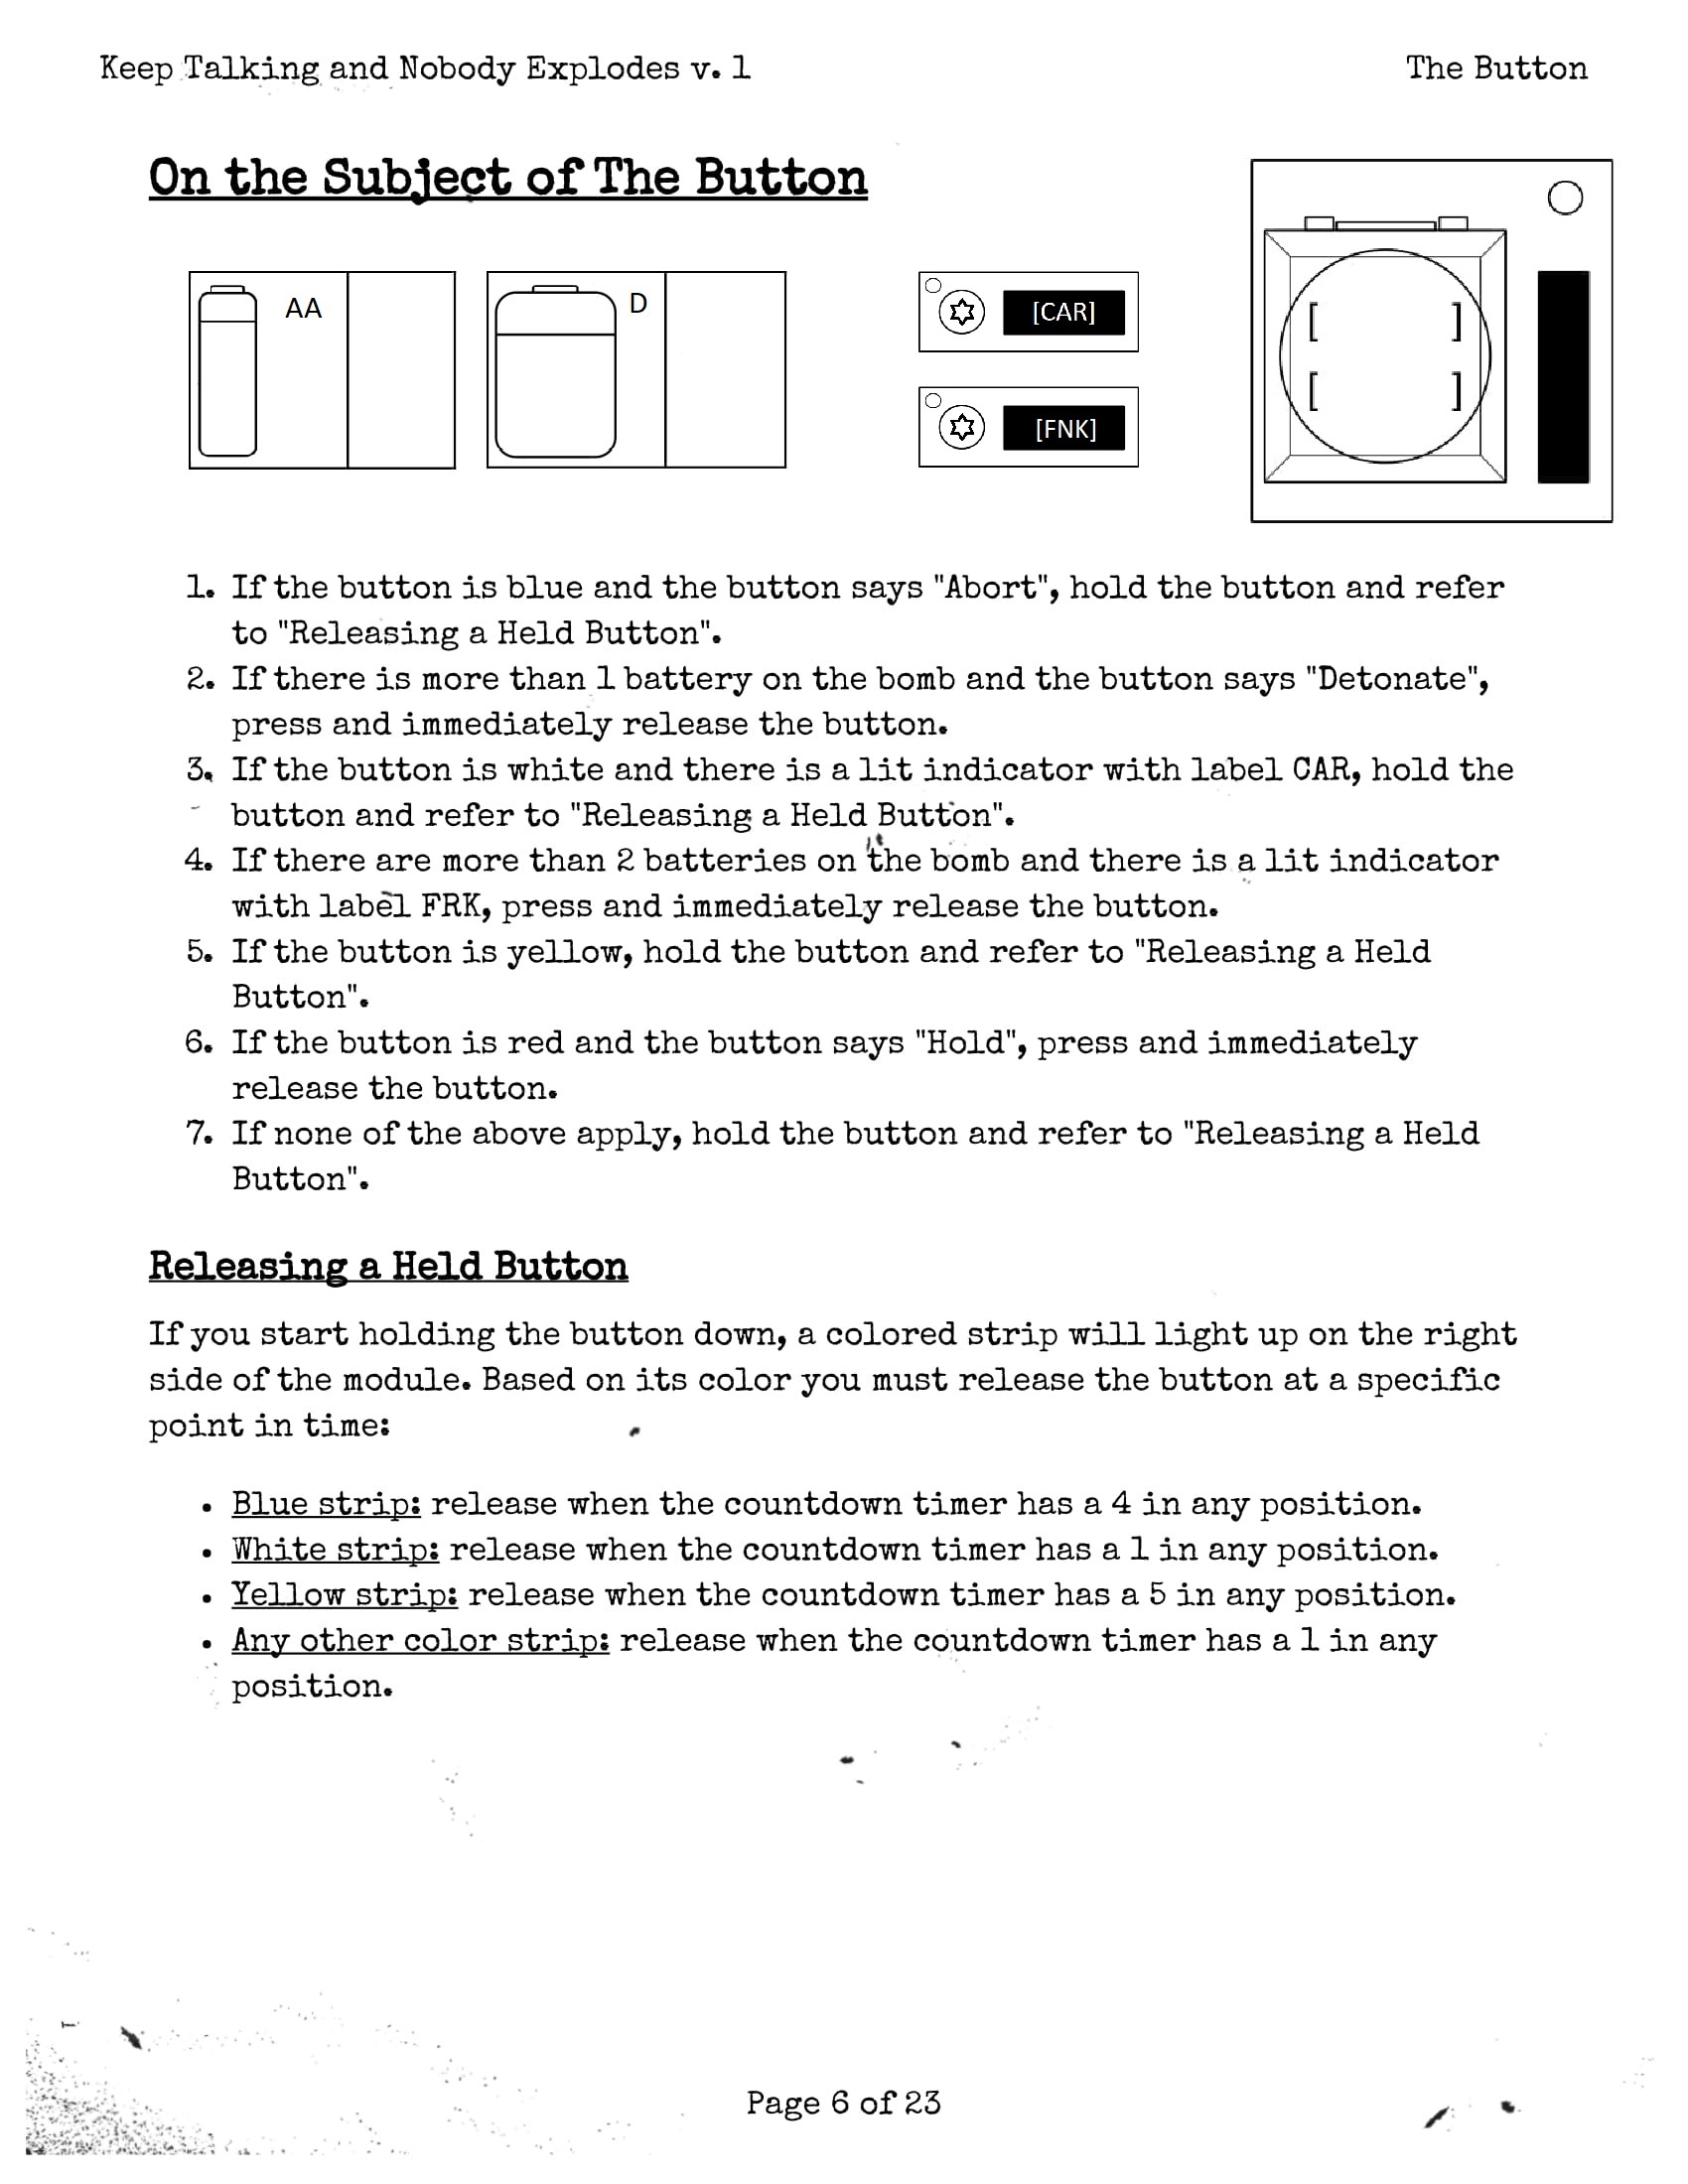 Keep Talking and Nobody Explodes v. 1
The Button
On the Subject of The Button
AA
D
[CAR]
[FNK]
[ ]
[ ]
1. If the button is blue and the button says "Abort", hold the button and refer
to "Releasing a Held Button".
2. If there is more than 1 battery on the bomb and the button says "Detonate",
press and immediately release the button.
3. If the button is white and there is a lit indicator with label CAR, hold the
button and refer to "Releasing a Held Button".
4. If there are more than 2 batteries on the bomb and there is a lit indicator
with label FRK, press and immediately release the button.
5. If the button is yellow, hold the button and refer to "Releasing a Held
Button".
6. If the button is red and the button says "Hold", press and immediately
release the button.
7. If none of the above apply, hold the button and refer to "Releasing a Held
Button".
Releasing a Held Button
If you start holding the button down, a colored strip will light up on the right
side of the module. Based on its color you must release the button at a specific
point in time:
• Blue strip: release when the countdown timer has a 4 in any position.
• White strip: release when the countdown timer has a 1 in any position.
• Yellow strip: release when the countdown timer has a 5 in any position.
• Any other color strip: release when the countdown timer has a 1 in any
position.
Page 6 of 23